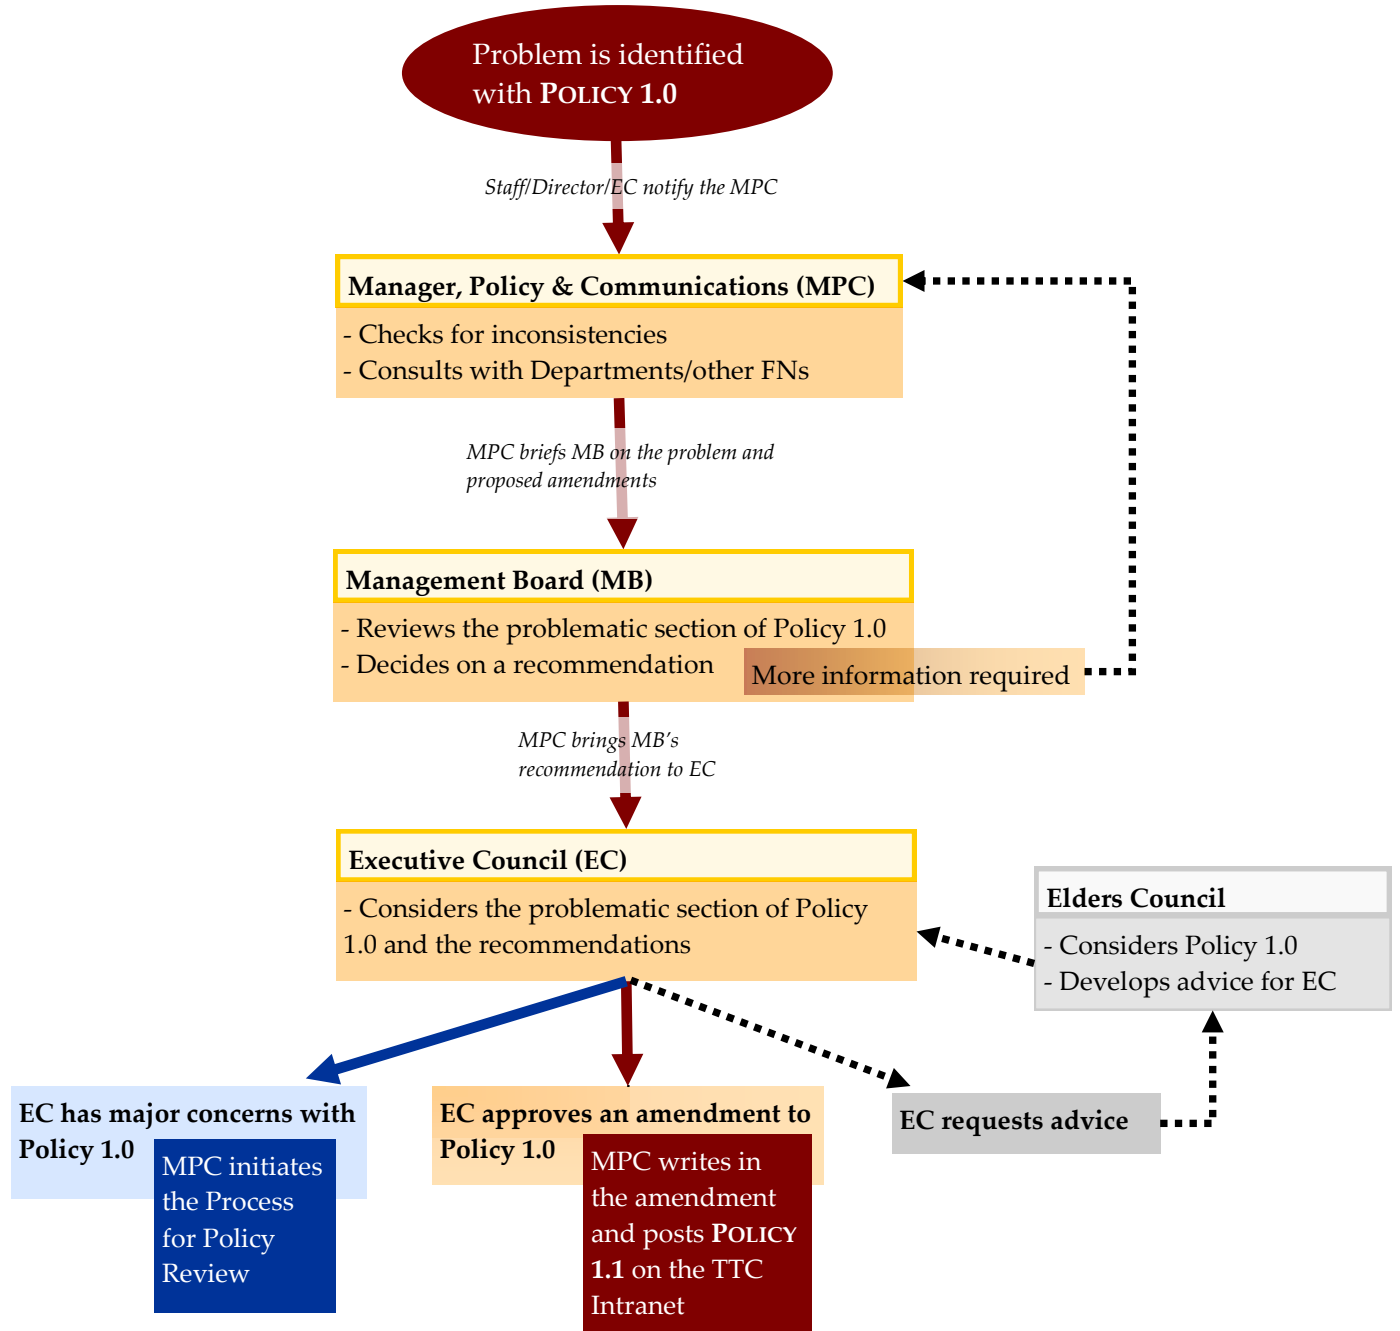 Problem is identified
with POLICY 1.0
Staff/Director/EC notify the MPC
Manager, Policy & Communications (MPC)
- Checks for inconsistencies
- Consults with Departments/other FNs
MPC briefs MB on the problem and
proposed amendments
Management Board (MB)
- Reviews the problematic section of Policy 1.0
- Decides on a recommendation
More information required
MPC brings MB's
recommendation to EC
Executive Council (EC)
- Considers the problematic section of Policy
1.0 and the recommendations
Elders Council
- Considers Policy 1.0
- Develops advice for EC
EC has major concerns with
Policy 1.0
MPC initiates
the Process
for Policy
Review
EC approves an amendment to
Policy 1.0
MPC writes in
the amendment
and posts POLICY
1.1 on the TTC
Intranet
EC requests advice